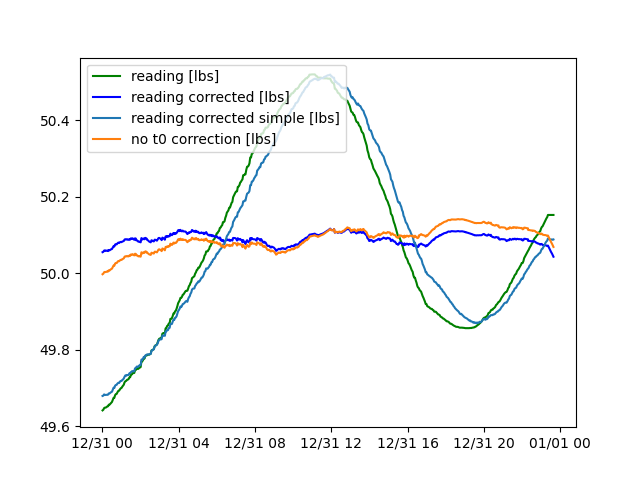 reading [lbs]
reading corrected [lbs]
reading corrected simple [lbs]
no t0 correction [lbs]
50.4
50.2
50.0
49.8
49.6
12/31 00 12/31 04 12/31 08 12/31 12 12/31 16 12/31 20 01/01 00